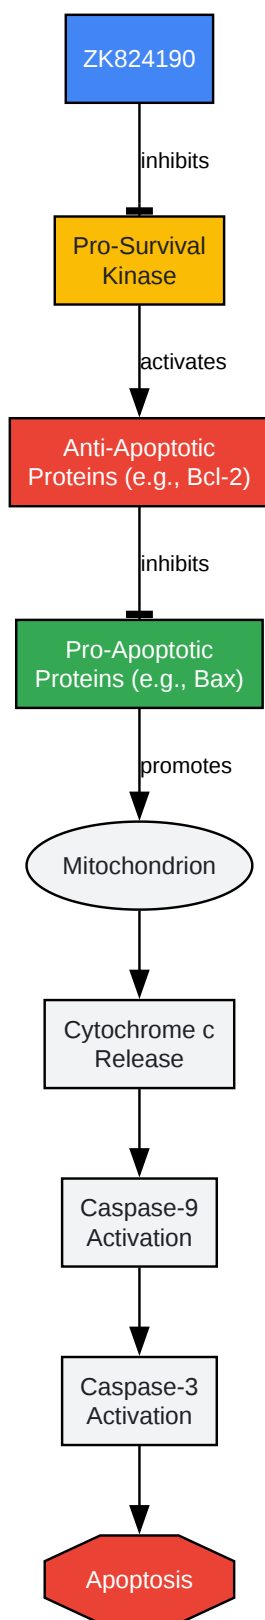 ZK824190
inhibits
Pro-Survival
Kinase
activates
Anti-Apoptotic
Proteins (e.g., Bcl-2)
inhibits
Pro-Apoptotic
Proteins (e.g., Bax)
promotes
Mitochondrion
Cytochrome c
Release
Caspase-9
Activation
Caspase-3
Activation
Apoptosis